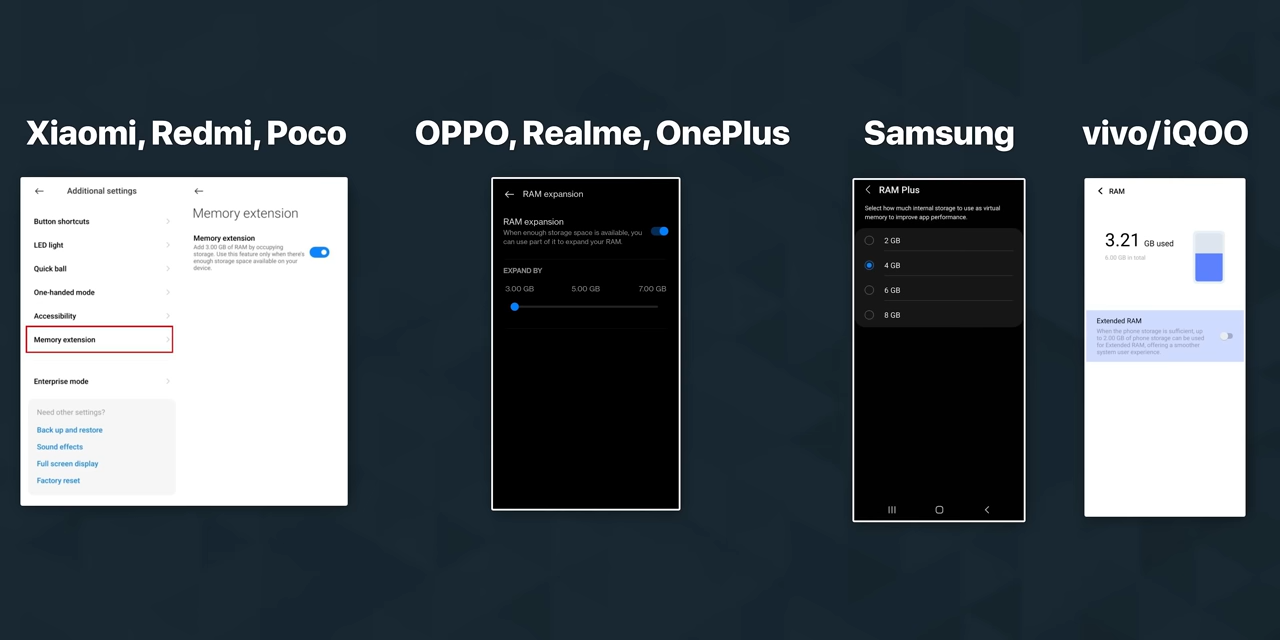 Xiaomi, Redmi, Poco
Additional settings
Button shortcuts
LED light
Quick ball
One-handed mode
Accessibility
Memory extension
Enterprise mode
Need other settings?
Back up and restore
Sound effects
Full screen display
Factory reset
Memory extension
Memory extension
Add 3.00 GB of RAM by occupying
storage. Use this feature only when there's
enough storage space available on your
device.
OPPO, Realme, OnePlus
RAM expansion
RAM expansion
When enough storage space is available, you
can use part of it to expand your RAM.
EXPAND BY
3.00 GB 5.00 GB 7.00 GB
Samsung
RAM Plus
Select how much internal storage to use as virtual
memory to improve app performance.
2 GB
4 GB
6 GB
8 GB
vivo/iQOO
RAM
3.21 GB used
6.00 GB in total
Extended RAM
When the phone storage is sufficient, up
to 2.00 GB of phone storage can be used
for Extended RAM, offering a smoother
system user experience.